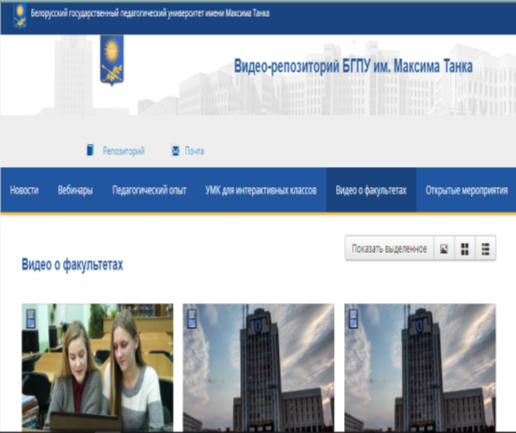 Белорусский государственный педагогический университет имени Максима Танка
Видео-репозиторий БГПУ им. Максима Танка
Репозиторий Почта
Новости Вебинары Педагогический опыт УМК для интерактивных классов Видео о факультетах Открытые мероприятия
Показать выделенное
Видео о факультетах